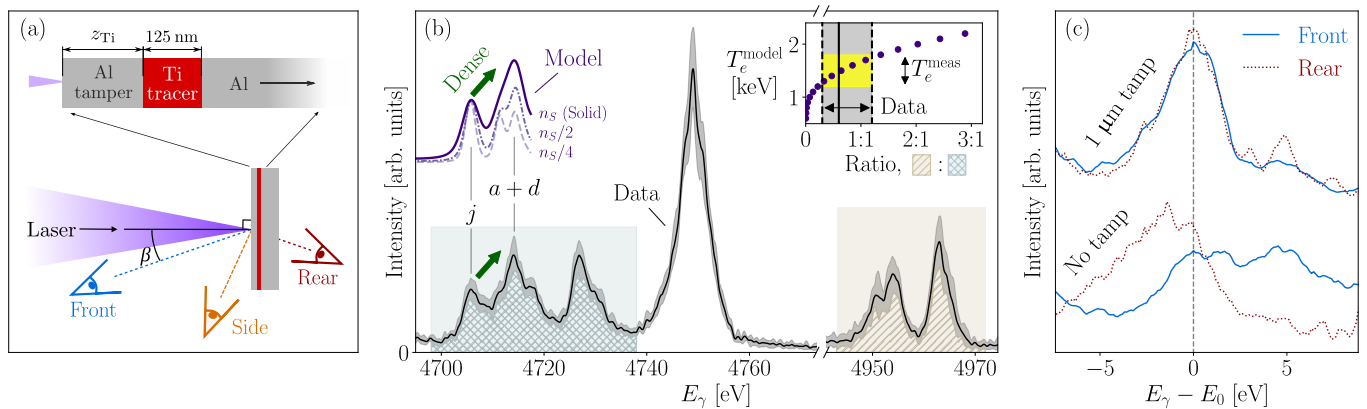 (a)
z_Ti
125 nm
Al
tamper
Ti
tracer
Al
Laser
β
Front
Side
Rear
(b)
Intensity [arb. units]
0
Dense
Model
n_S (Solid)
n_S/2
n_S/4
a + d
j
Data
T_e^model
[keV]
2
1
T_e^meas
Data
0
1:1
2:1
3:1
Ratio, :
4700
4720
4740
4760
4950
4970
E_γ [eV]
(c)
Front
Rear
1 μm tamp
No tamp
Intensity [arb. units]
−5
0
5
E_γ − E_0 [eV]